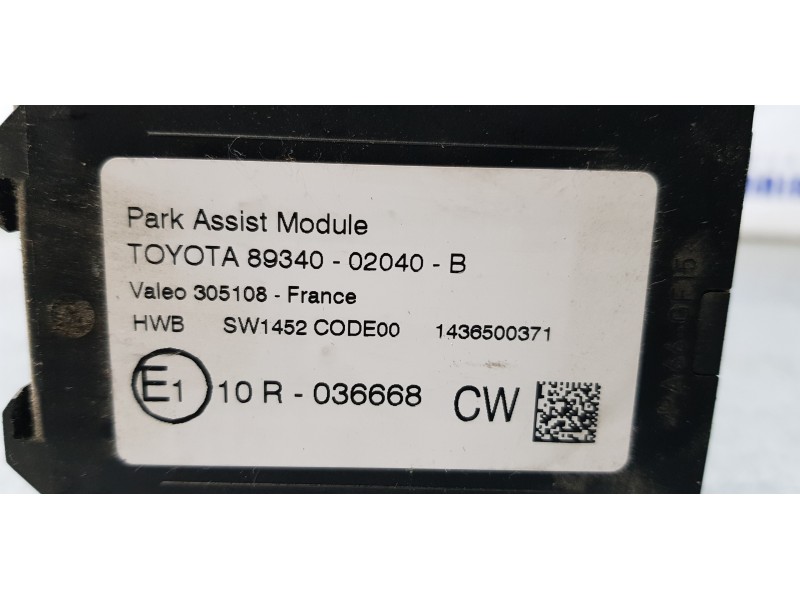 Park Assist Module
TOYOTA 89340 - 02040 - B
Valeo 305108 - France
HWB SW1452 CODE00 1436500371
E1 10 R - 036668 CW